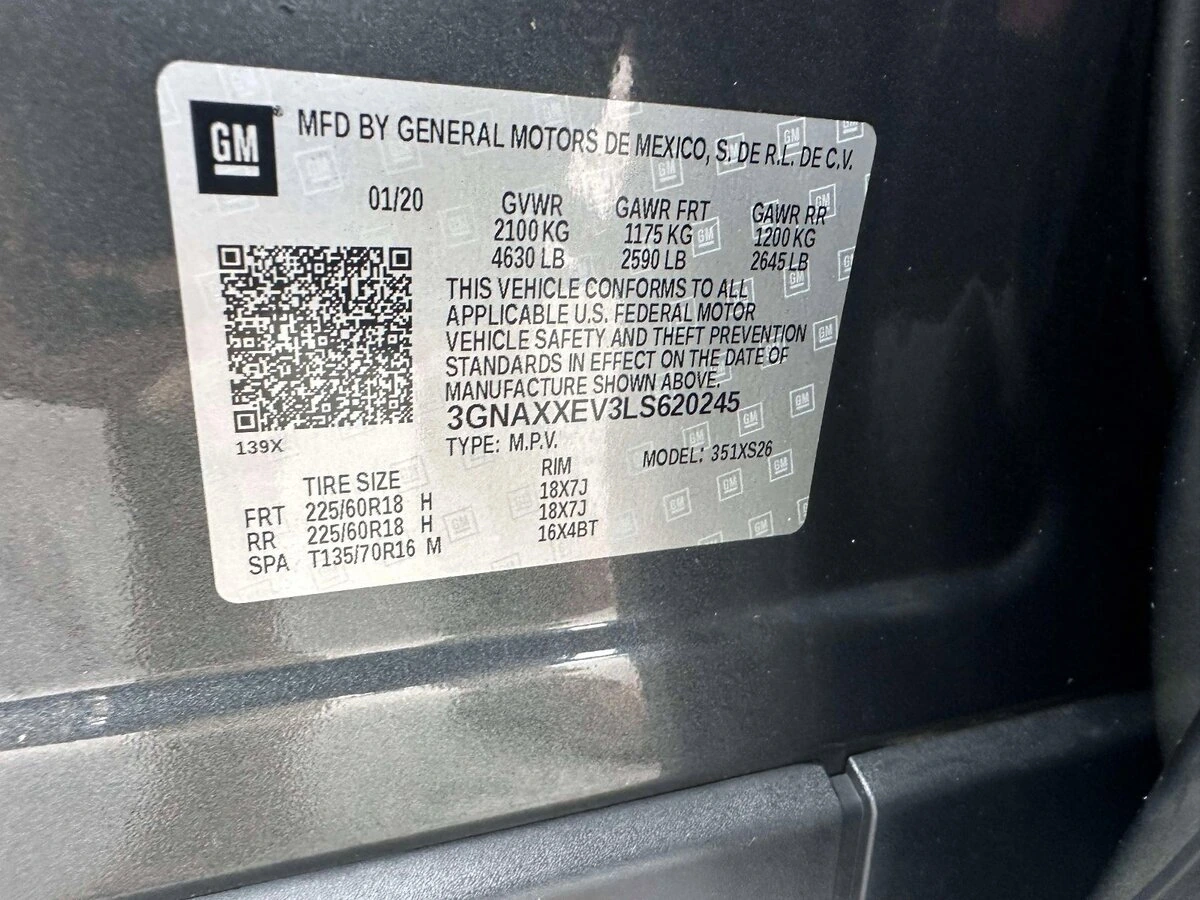 GM
MFD BY GENERAL MOTORS DE MEXICO, S. DE R.L. DE C.V.
01/20 GVWR GAWR FRT GAWR RR
2100 KG 1175 KG 1200 KG
4630 LB 2590 LB 2645 LB
THIS VEHICLE CONFORMS TO ALL
APPLICABLE U.S. FEDERAL MOTOR
VEHICLE SAFETY AND THEFT PREVENTION
STANDARDS IN EFFECT ON THE DATE OF
MANUFACTURE SHOWN ABOVE.
3GNAXXEV3LS620245
139X
TYPE: M.P.V. MODEL: 351XS26
TIRE SIZE RIM
FRT 225/60R18 H 18X7J
RR 225/60R18 H 18X7J
SPA T135/70R16 M 16X4BT